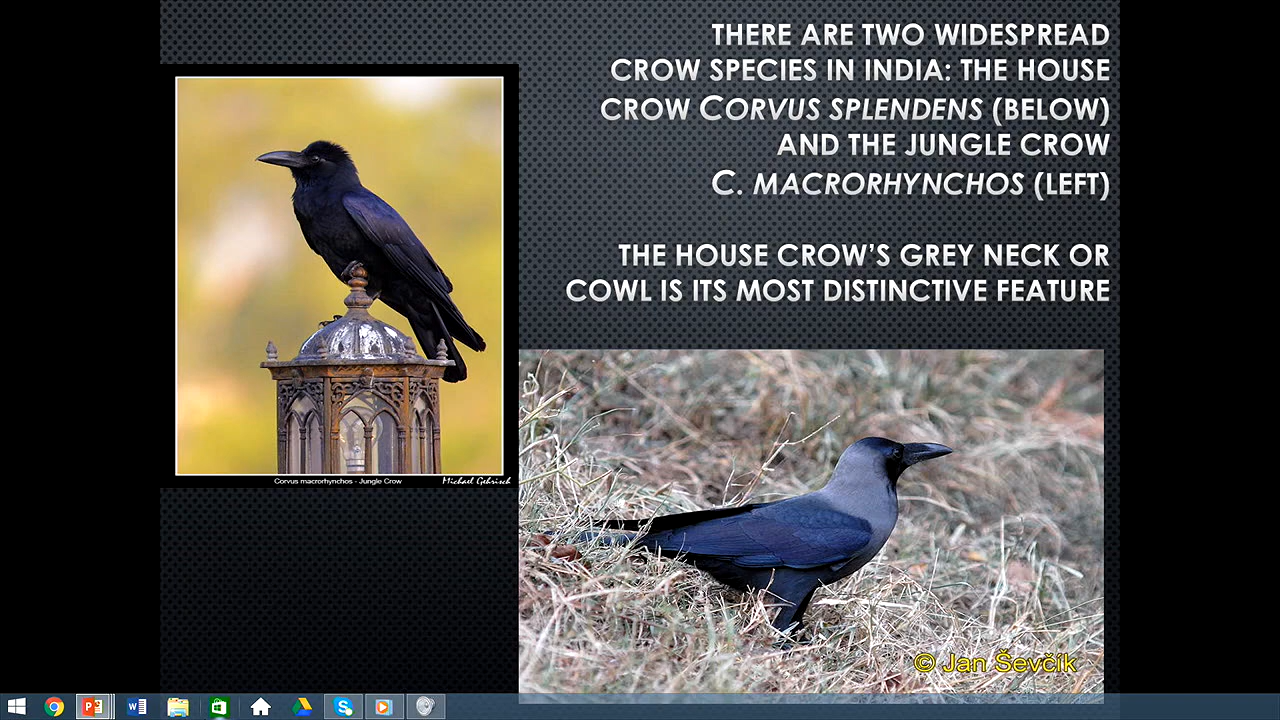 THERE ARE TWO WIDESPREAD
CROW SPECIES IN INDIA: THE HOUSE
CROW CORVUS SPLENDENS (BELOW)
AND THE JUNGLE CROW
C. MACRORHYNCHOS (LEFT)
THE HOUSE CROW’S GREY NECK OR
COWL IS ITS MOST DISTINCTIVE FEATURE
Corvus macrorhynchos - Jungle Crow
Michael Gehrisch
© Jan Ševčík